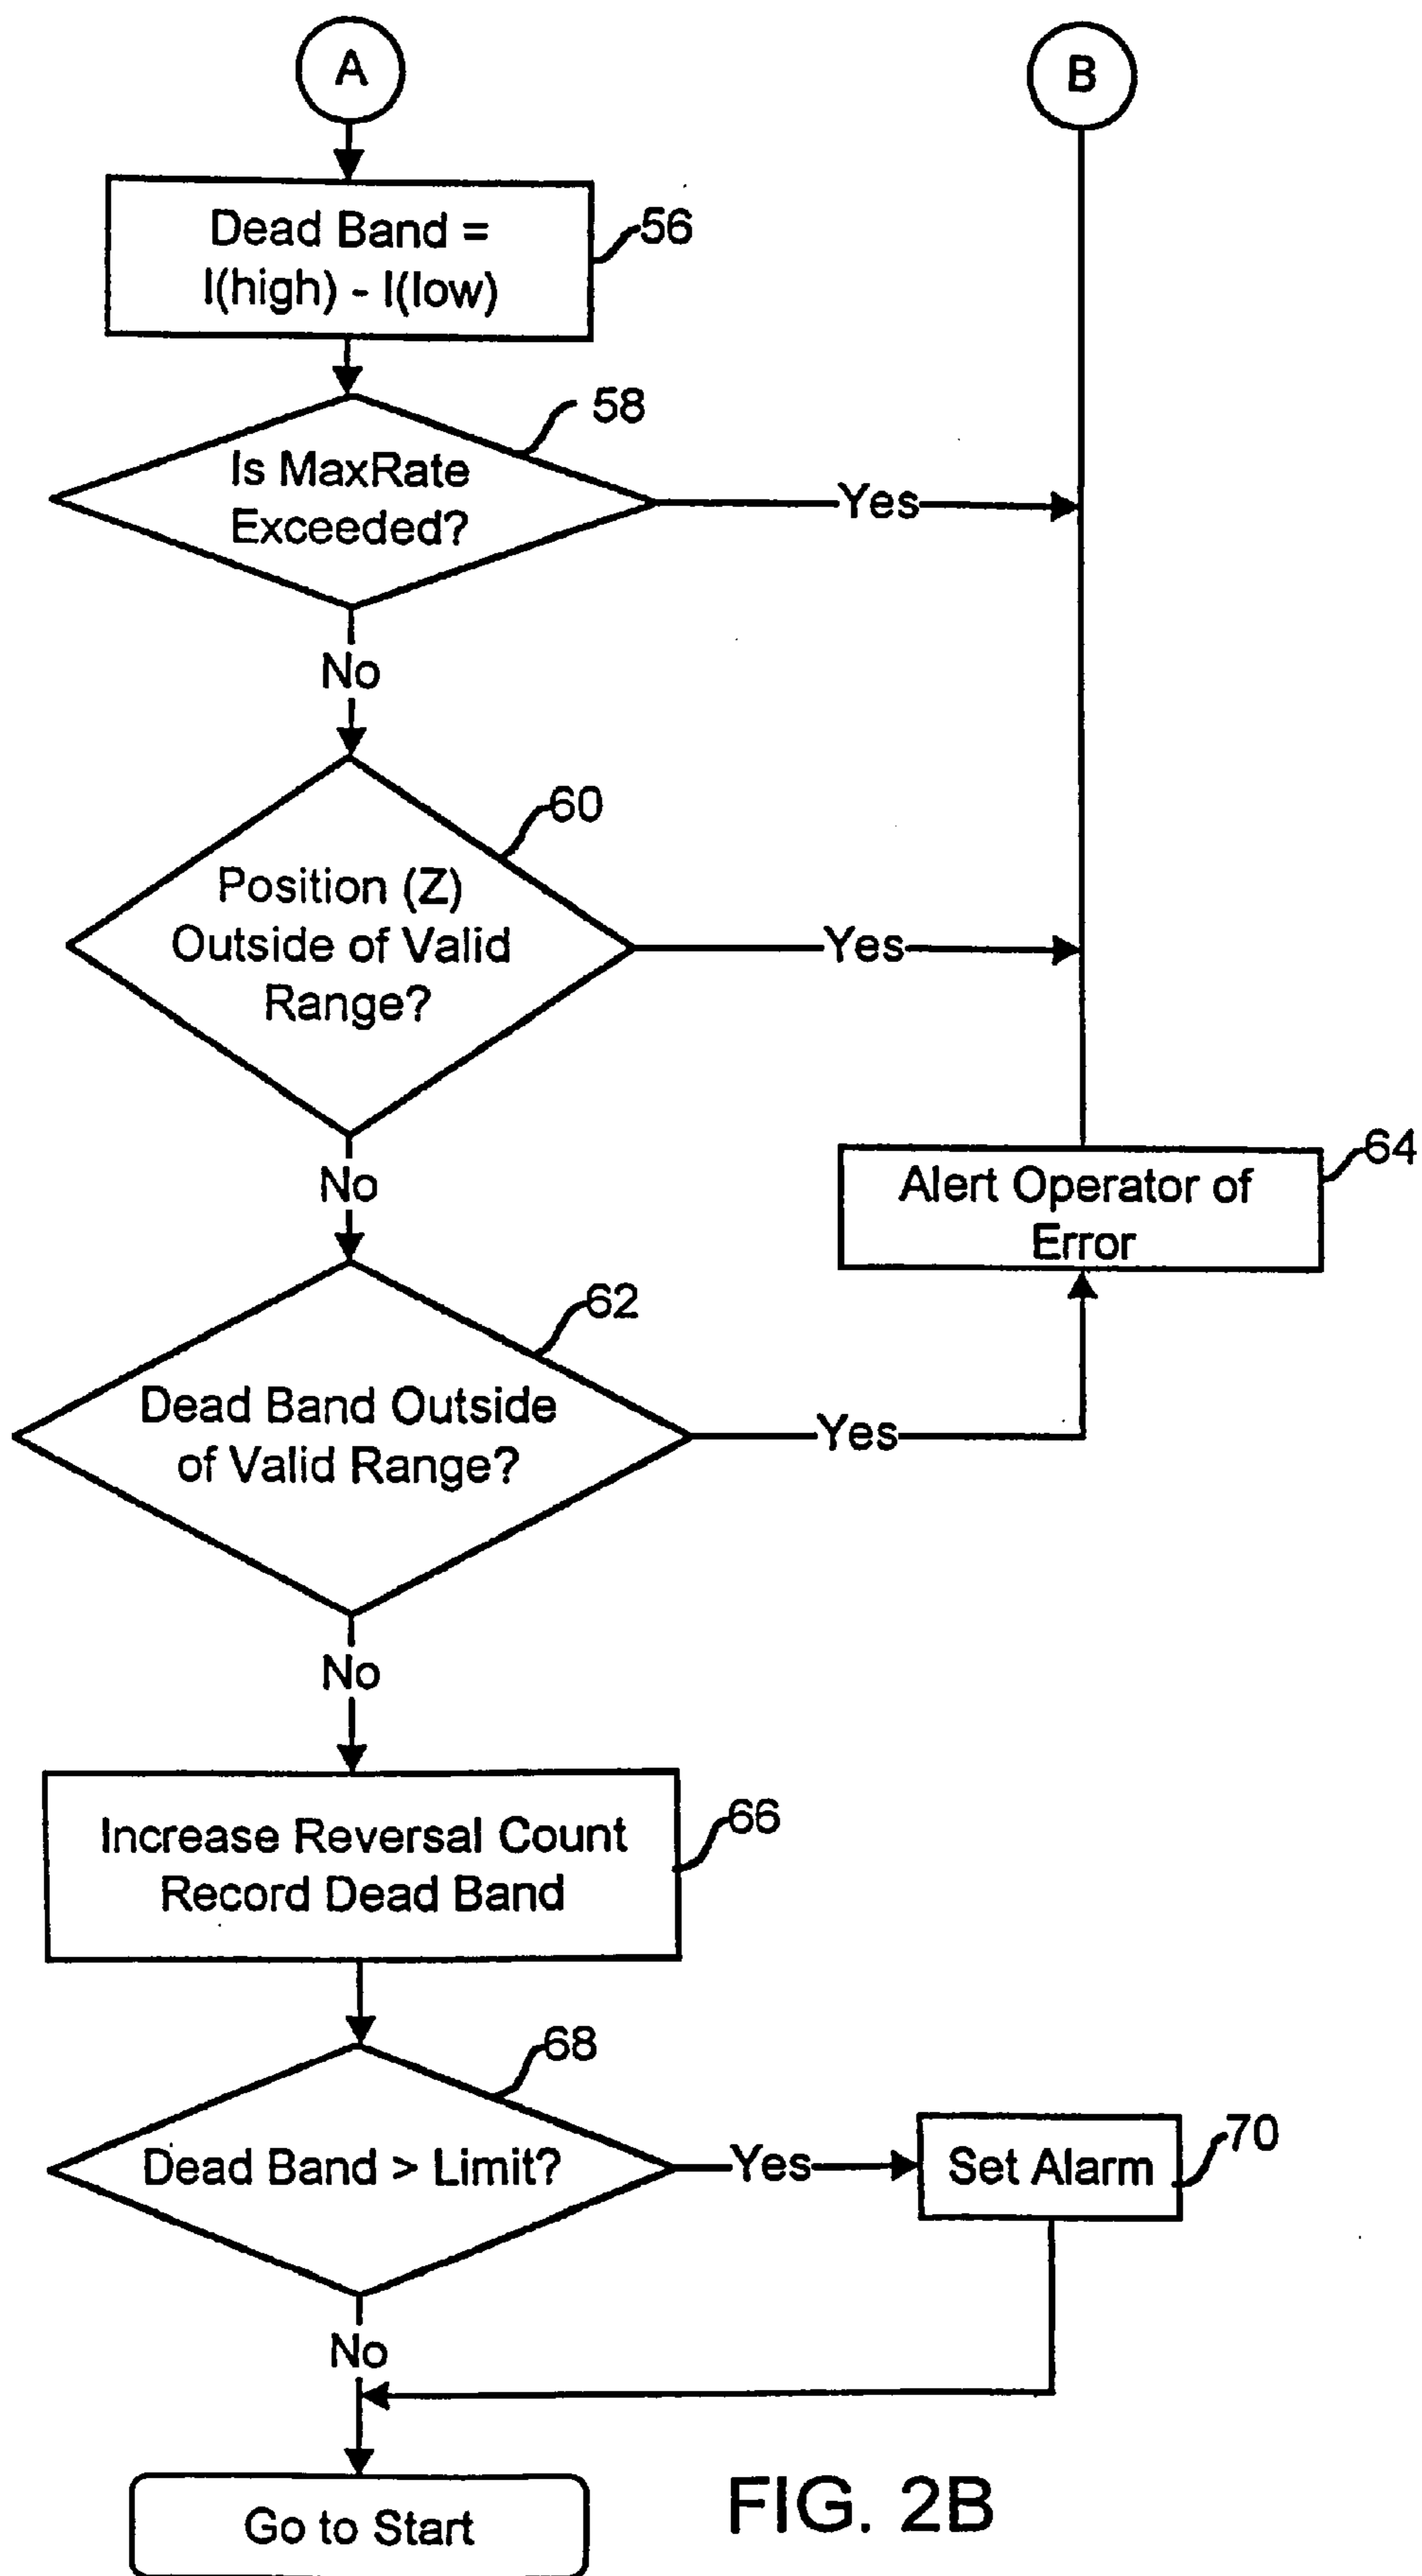 A
B
Dead Band =
I(high) - I(low)
56
58
Is MaxRate
Exceeded?
Yes
No
60
Position (Z)
Outside of Valid
Range?
Yes
No
64
Alert Operator of
Error
62
Dead Band Outside
of Valid Range?
Yes
No
66
Increase Reversal Count
Record Dead Band
68
Dead Band > Limit?
Yes
Set Alarm
70
No
Go to Start
FIG. 2B